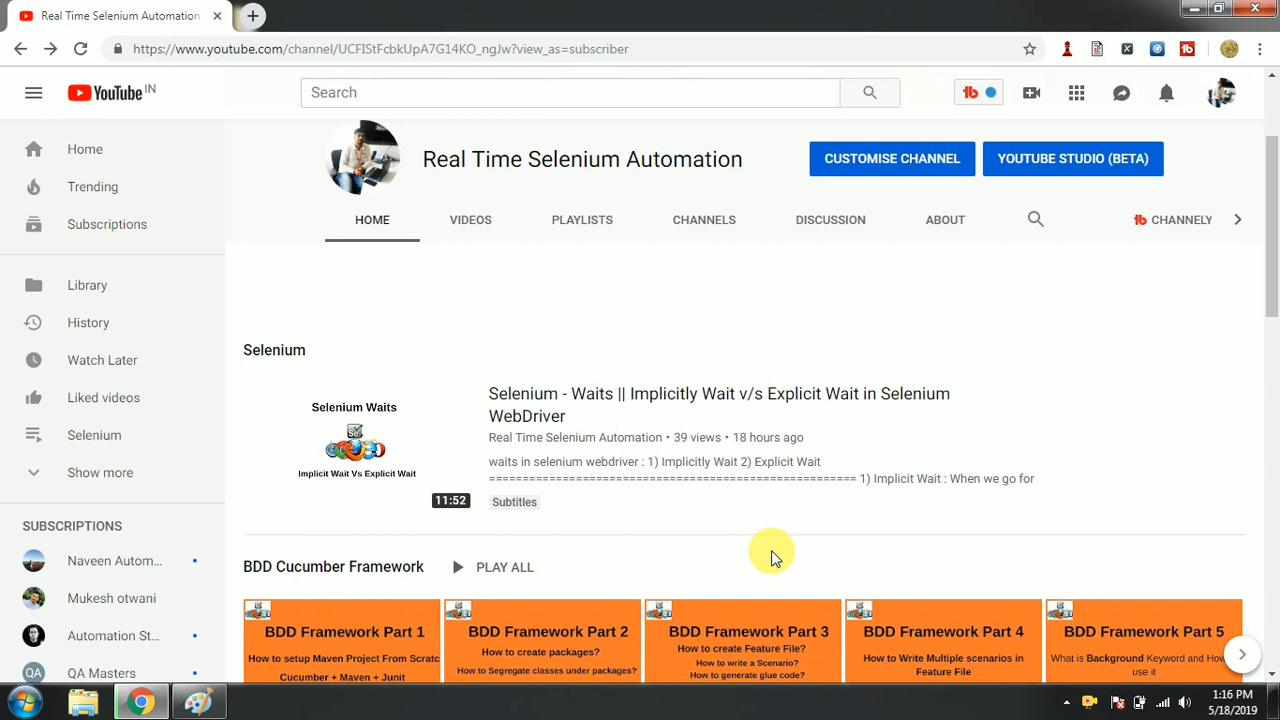 Real Time Selenium Automation
https://www.youtube.com/channel/UCFIStFcbkUpA7G14KO_ngJw?view_as=subscriber
YouTube IN
Search
Home
Trending
Subscriptions
Library
History
Watch Later
Liked videos
Selenium
Show more
SUBSCRIPTIONS
Naveen Autom...
Mukesh otwani
Automation St...
QA QA Masters
Real Time Selenium Automation
CUSTOMISE CHANNEL
YOUTUBE STUDIO (BETA)
HOME VIDEOS PLAYLISTS CHANNELS DISCUSSION ABOUT CHANNELY
Selenium
Selenium Waits
Implicit Wait Vs Explicit Wait
11:52
Selenium - Waits || Implicitly Wait v/s Explicit Wait in Selenium
WebDriver
Real Time Selenium Automation • 39 views • 18 hours ago
waits in selenium webdriver : 1) Implicitly Wait 2) Explicit Wait
======================================================= 1) Implicit Wait : When we go for
Subtitles
BDD Cucumber Framework PLAY ALL
BDD Framework Part 1
How to setup Maven Project From Scratc
Cucumber + Maven + Junit
BDD Framework Part 2
How to create packages?
How to Segregate classes under packages?
BDD Framework Part 3
How to create Feature File?
How to write a Scenario?
How to generate glue code?
BDD Framework Part 4
How to Write Multiple scenarios in
Feature File
BDD Framework Part 5
What is Background Keyword and How
use it
1:16 PM
5/18/2019